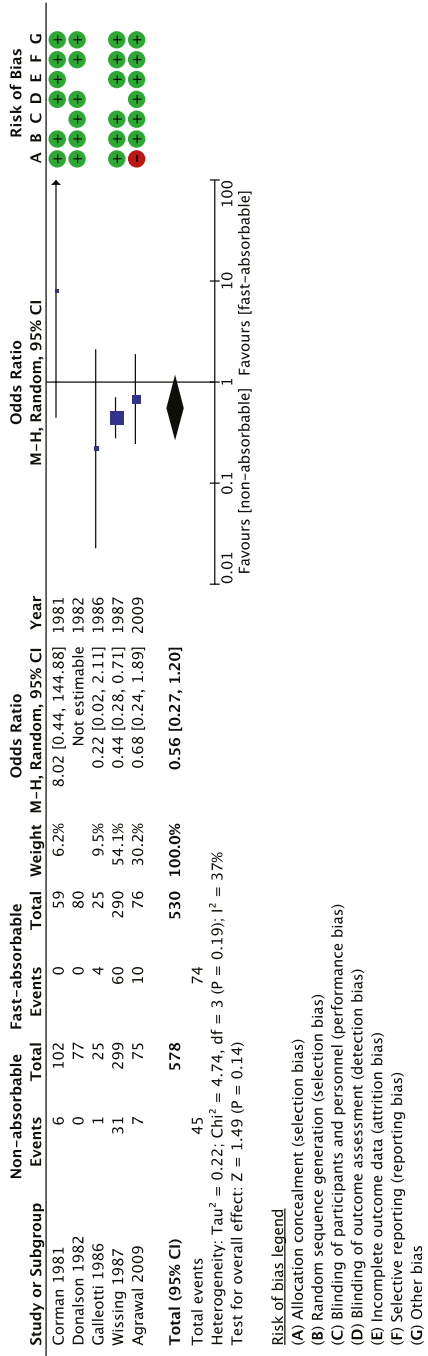 Non-absorbable Fast-absorbable Odds Ratio Odds Ratio Risk of Bias
Study or Subgroup Events Total Events Total Weight M-H, Random, 95% CI Year M-H, Random, 95% CI A B C D E F G
Corman 1981 6 102 0 59 6.2% 8.02 [0.44, 144.88] 1981 + + + + + +
Donalson 1982 0 77 0 80 Not estimable 1982 + + + + + +
Galleotti 1986 1 25 4 25 9.5% 0.22 [0.02, 2.11] 1986
Wissing 1987 31 299 60 290 54.1% 0.44 [0.28, 0.71] 1987 + + + + + +
Agrawal 2009 7 75 10 76 30.2% 0.68 [0.24, 1.89] 2009 − + + + + + +
Total (95% CI) 578 530 100.0% 0.56 [0.27, 1.20]
Total events 45 74
Heterogeneity: Tau² = 0.22; Chi² = 4.74, df = 3 (P = 0.19); I² = 37%
Test for overall effect: Z = 1.49 (P = 0.14)
0.01 0.1 1 10 100
Favours [non-absorbable] Favours [fast-absorbable]
Risk of bias legend
(A) Allocation concealment (selection bias)
(B) Random sequence generation (selection bias)
(C) Blinding of participants and personnel (performance bias)
(D) Blinding of outcome assessment (detection bias)
(E) Incomplete outcome data (attrition bias)
(F) Selective reporting (reporting bias)
(G) Other bias